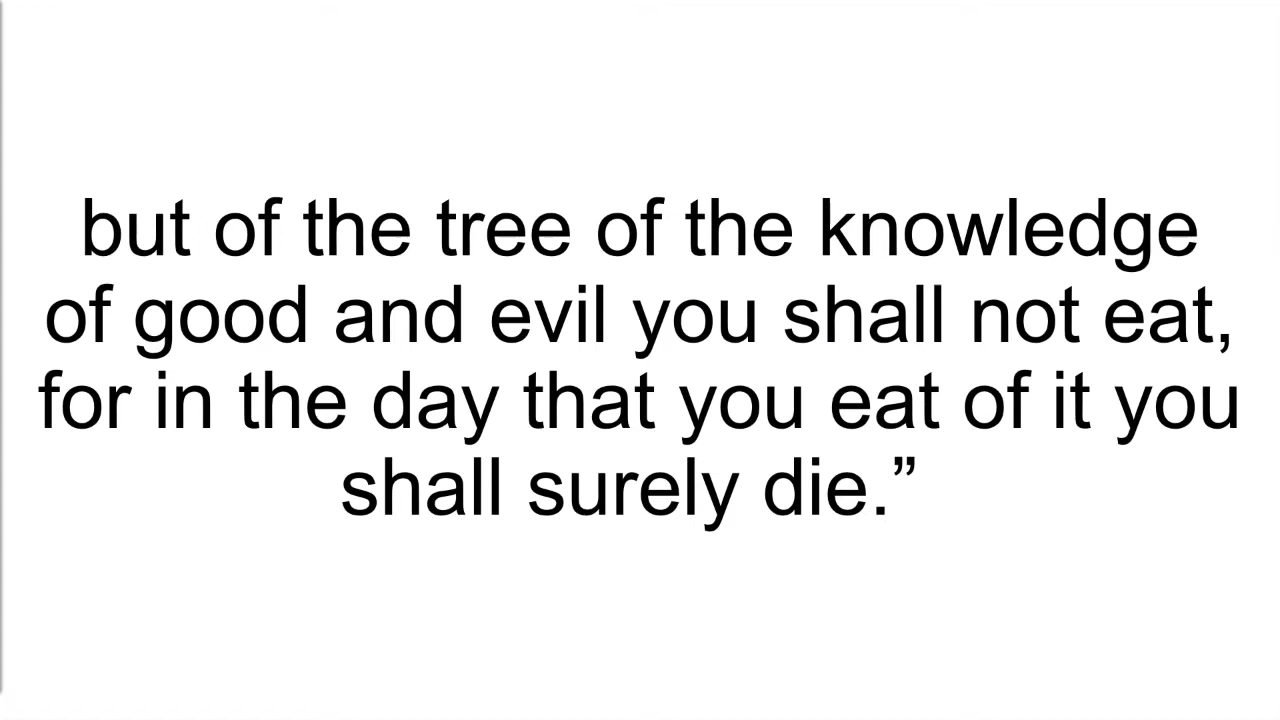 but of the tree of the knowledge
of good and evil you shall not eat,
for in the day that you eat of it you
shall surely die.”